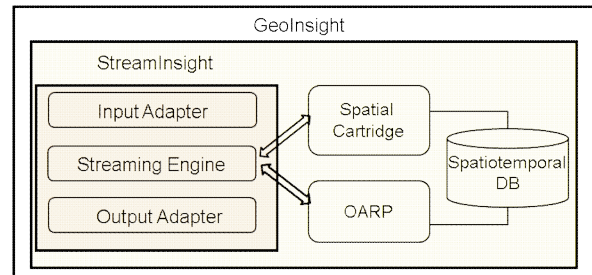 GeoInsight
StreamInsight
Input Adapter
Streaming Engine
Output Adapter
Spatial
Cartridge
OARP
Spatiotemporal
DB